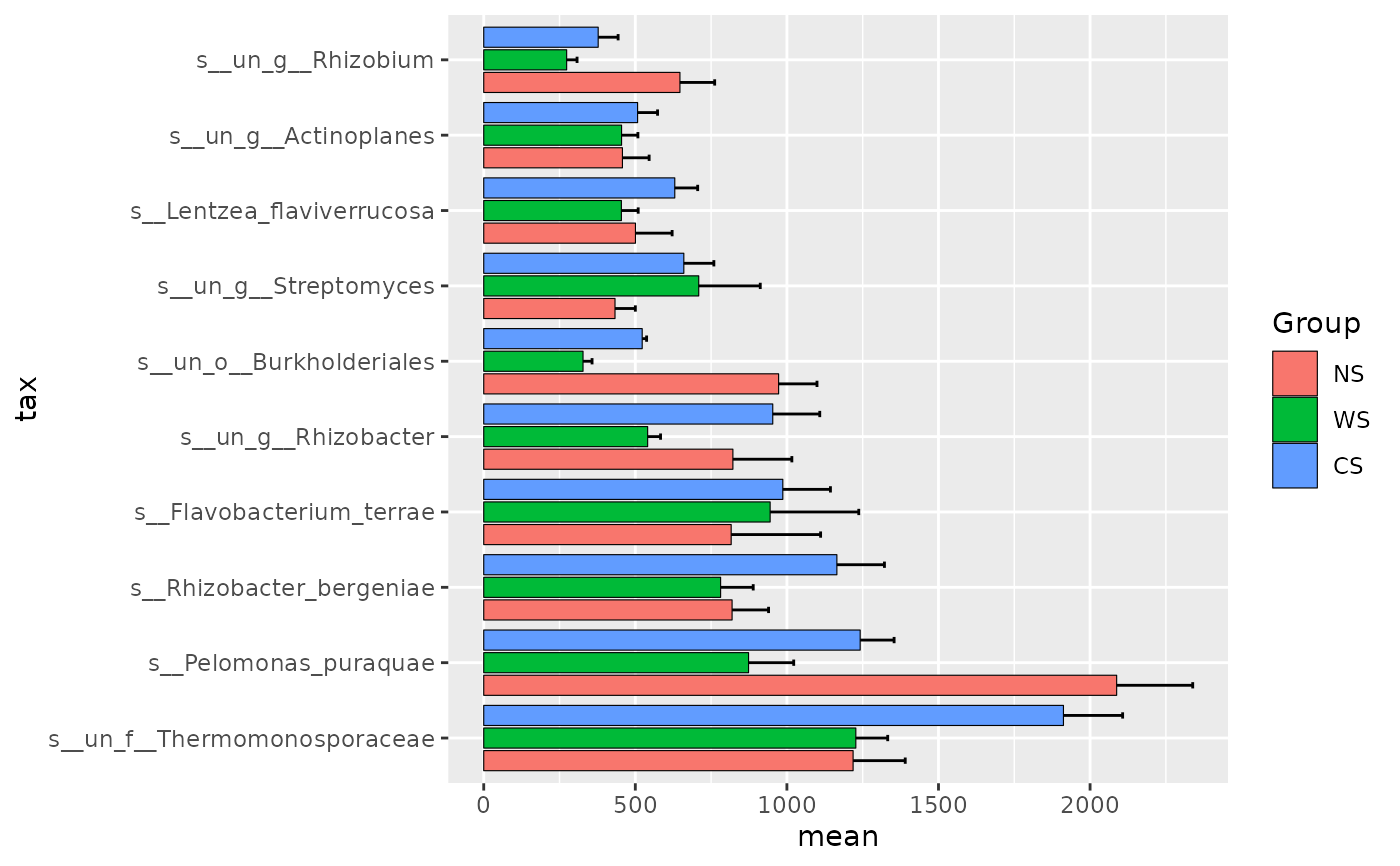 s__un_g__Rhizobium
s__un_g__Actinoplanes
s__Lentzea_flaviverrucosa
s__un_g__Streptomyces
s__un_o__Burkholderiales
s__un_g__Rhizobacter
s__Flavobacterium_terrae
s__Rhizobacter_bergeniae
s__Pelomonas_puraquae
s__un_f__Thermomonosporaceae
tax
0 500 1000 1500 2000
mean
Group
NS
WS
CS